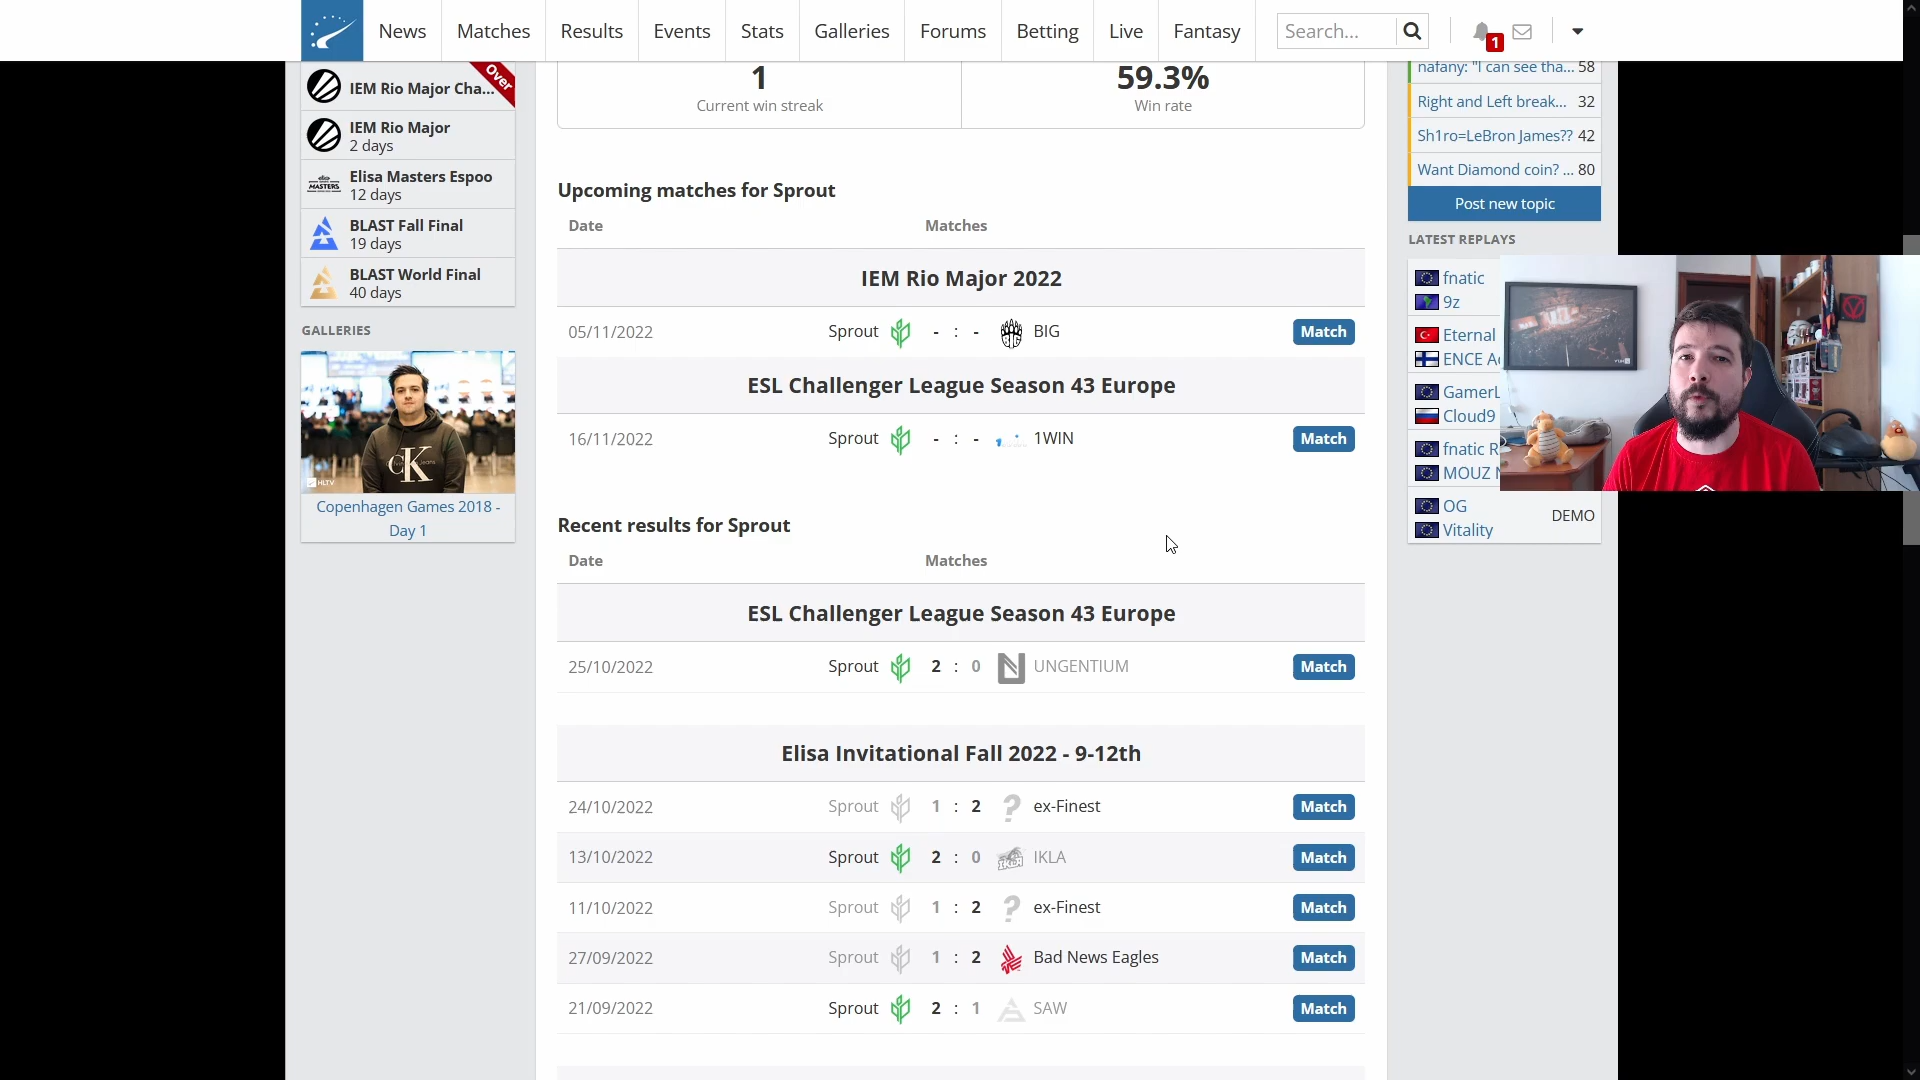 News Matches Results Events Stats Galleries Forums Betting Live Fantasy Search... 1
IEM Rio Major Cha... Over
IEM Rio Major
2 days
Elisa Masters Espoo
12 days
BLAST Fall Final
19 days
BLAST World Final
40 days
GALLERIES
HLTV
Copenhagen Games 2018 -
Day 1
1
Current win streak
59.3%
Win rate
Upcoming matches for Sprout
Date Matches
IEM Rio Major 2022
05/11/2022 Sprout - : - BIG Match
ESL Challenger League Season 43 Europe
16/11/2022 Sprout - : - 1WIN Match
Recent results for Sprout
Date Matches
ESL Challenger League Season 43 Europe
25/10/2022 Sprout 2 : 0 UNGENTIUM Match
Elisa Invitational Fall 2022 - 9-12th
24/10/2022 Sprout 1 : 2 ex-Finest Match
13/10/2022 Sprout 2 : 0 IKLA Match
11/10/2022 Sprout 1 : 2 ex-Finest Match
27/09/2022 Sprout 1 : 2 Bad News Eagles Match
21/09/2022 Sprout 2 : 1 SAW Match
nafany: "I can see tha... 58
Right and Left break... 32
Sh1ro=LeBron James?? 42
Want Diamond coin? ... 80
Post new topic
LATEST REPLAYS
fnatic
9z
Eternal
ENCE A
GamerL
Cloud9
fnatic R
MOUZ N
OG
Vitality
DEMO